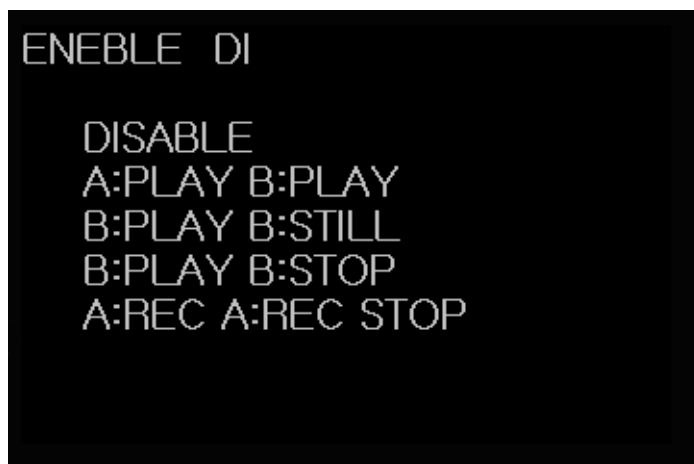 ENEBLE DI
DISABLE
A:PLAY B:PLAY
B:PLAY B:STILL
B:PLAY B:STOP
A:REC A:REC STOP